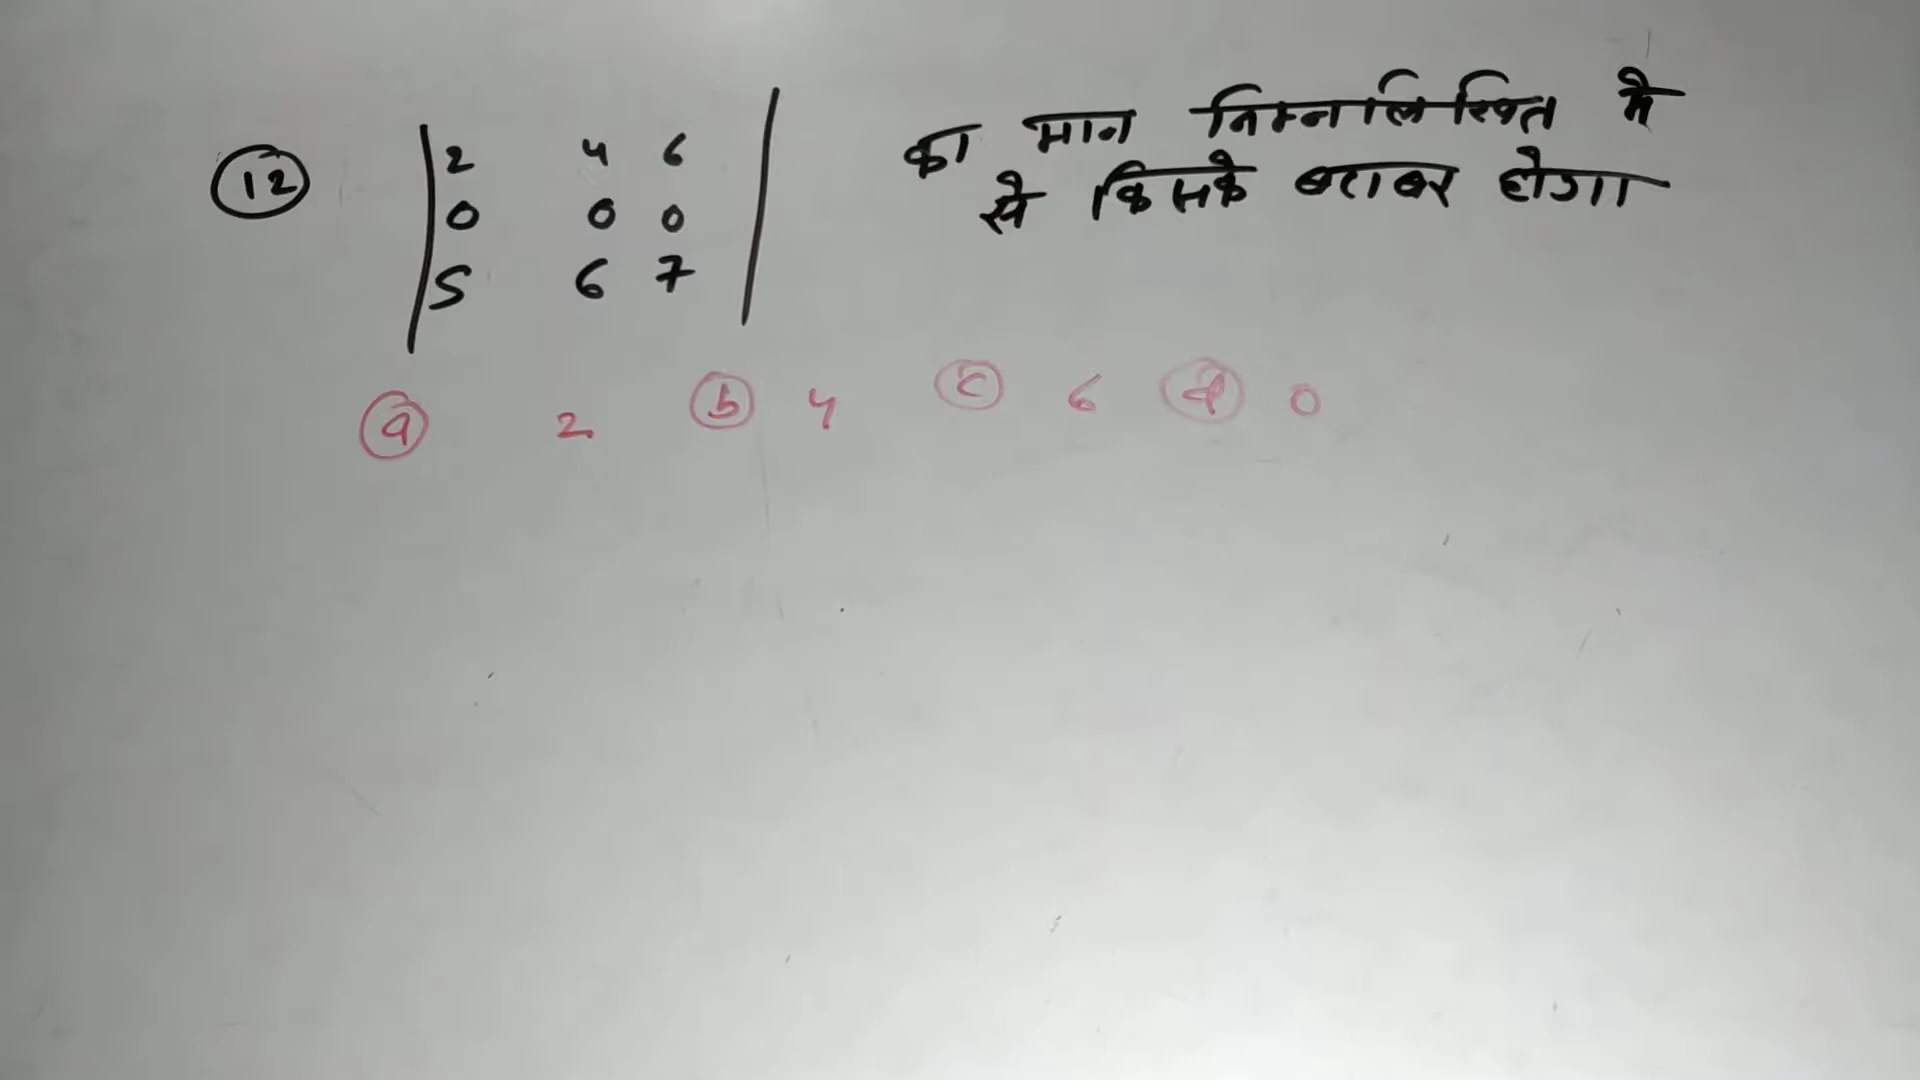 12 | 2 4 6 | का मान निम्नलिखित में
| 0 0 0 | से किसके बराबर होगा
| 5 6 7 |
a 2 b 4 c 6 d 0